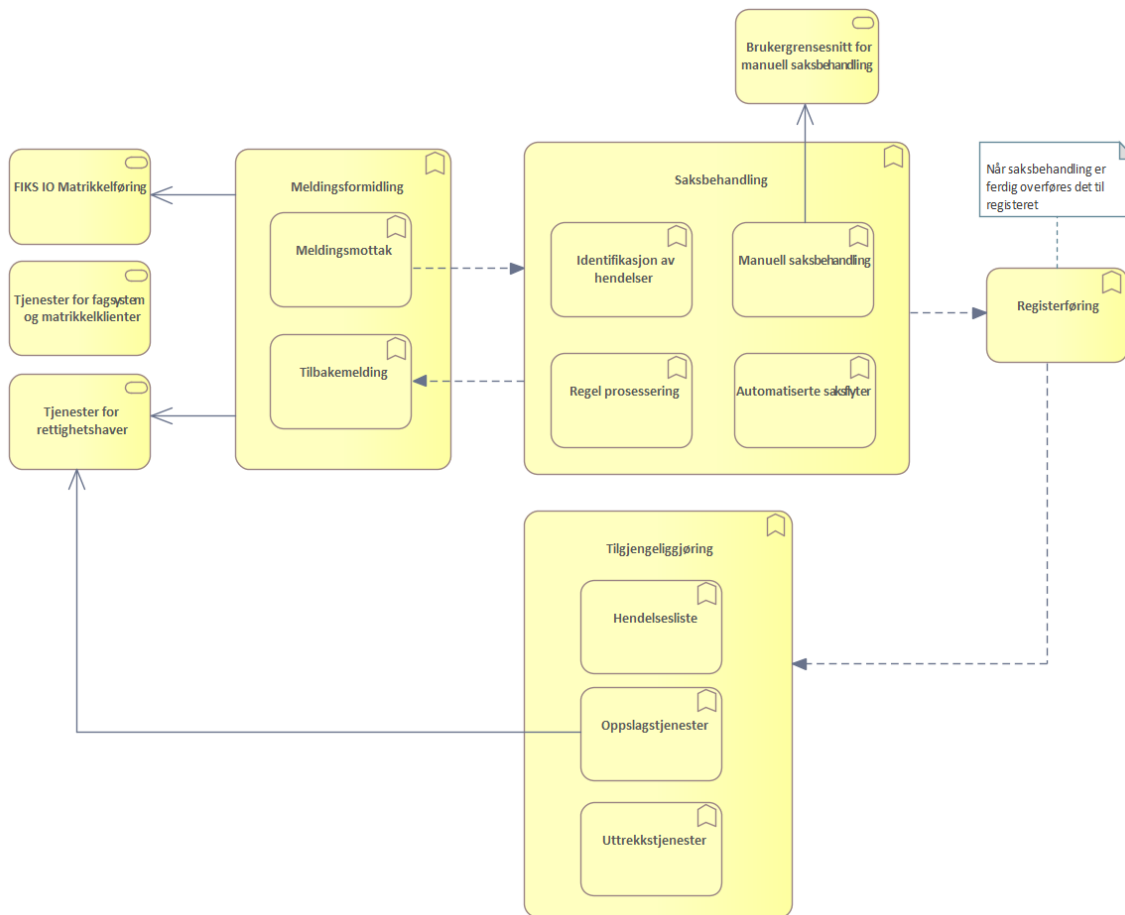 Brukergrensesnitt for
manuell saksbehandling
FIKS IO Matrikkelføring
Tjenester for fagsystem
og matrikkelklienter
Tjenester for
rettighetshaver
Meldingsformidling
Meldingsmottak
Tilbakemelding
Saksbehandling
Identifikasjon av
hendelser
Manuell saksbehandling
Regel prosessering
Automatiserte saksflyter
Når saksbehandling er
ferdig overføres det til
registeret
Registerføring
Tilgjengeliggjøring
Hendelsesliste
Oppslagstjenester
Uttrekkstjenester